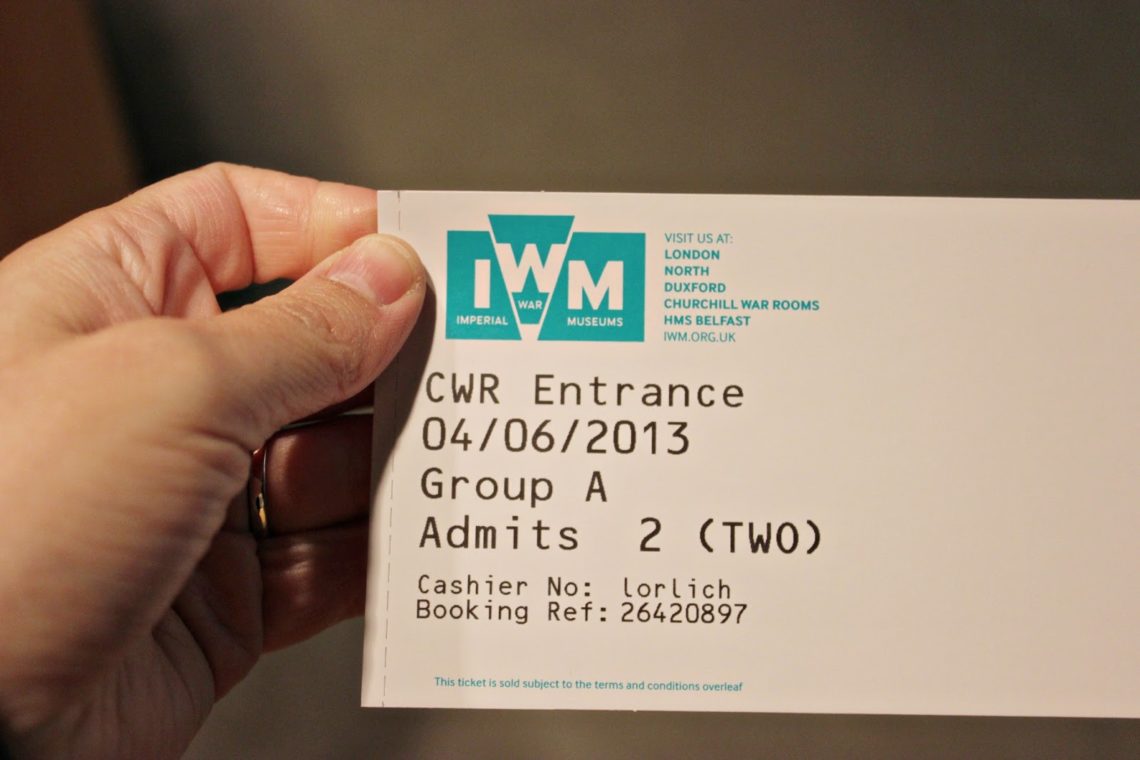 IWM
WAR
IMPERIAL MUSEUMS
VISIT US AT:
LONDON
NORTH
DUXFORD
CHURCHILL WAR ROOMS
HMS BELFAST
IWM.ORG.UK
CWR Entrance
04/06/2013
Group A
Admits 2 (TWO)
Cashier No: lorlich
Booking Ref: 26420897
This ticket is sold subject to the terms and conditions overleaf